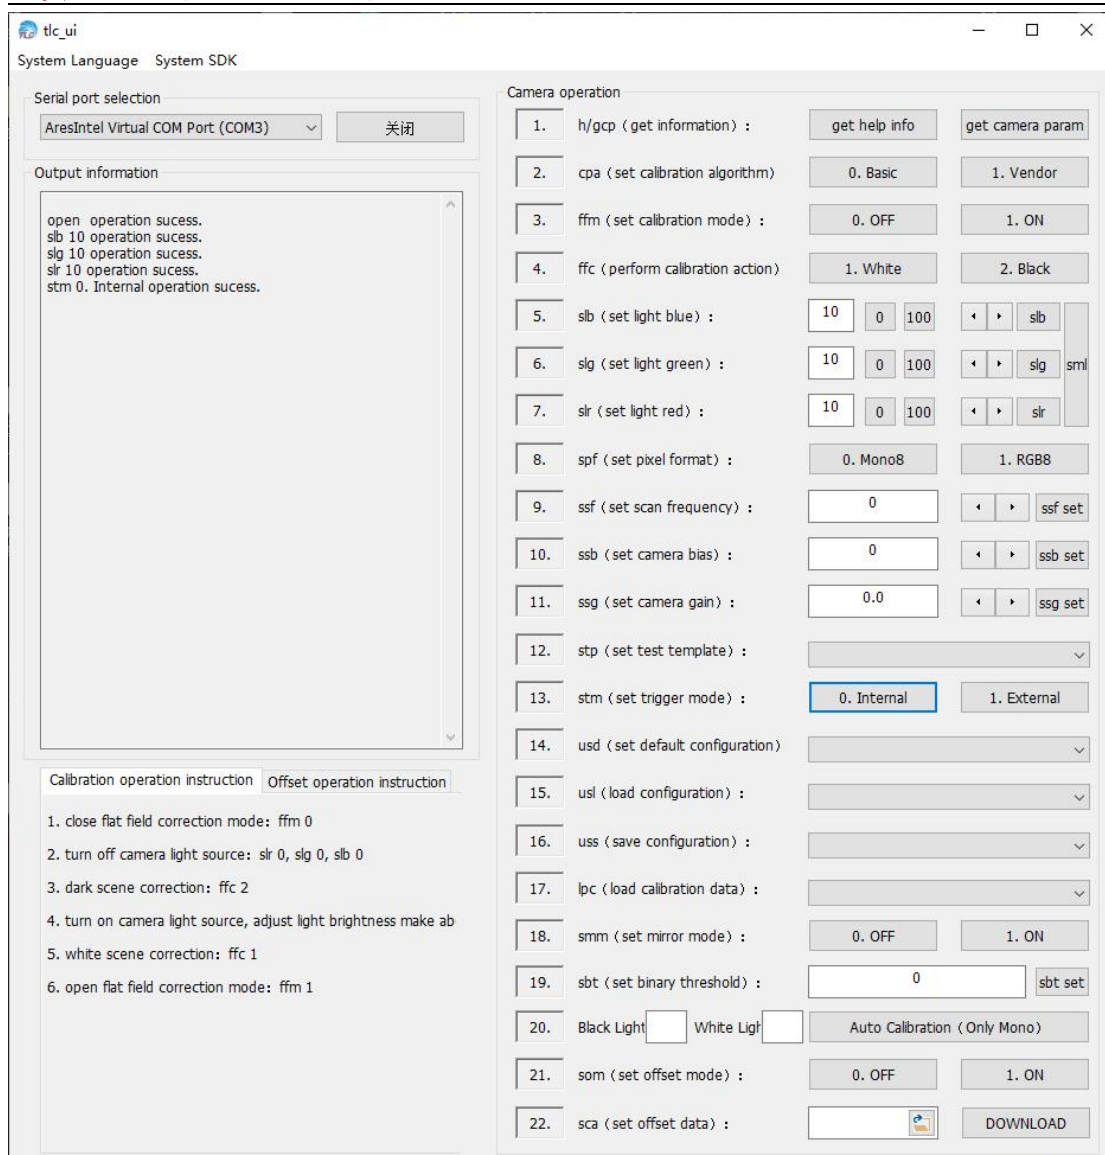 tlc_ui
System Language System SDK
Serial port selection
AresIntel Virtual COM Port (COM3) 关闭
Output information
open operation sucess.
slb 10 operation sucess.
slg 10 operation sucess.
slr 10 operation sucess.
stm 0. Internal operation sucess.
Calibration operation instruction Offset operation instruction
1. close flat field correction mode: ffm 0
2. turn off camera light source: slr 0, slg 0, slb 0
3. dark scene correction: ffc 2
4. turn on camera light source, adjust light brightness make ab
5. white scene correction: ffc 1
6. open flat field correction mode: ffm 1
Camera operation
1. h/gcp (get information) : get help info get camera param
2. cpa (set calibration algorithm) 0. Basic 1. Vendor
3. ffm (set calibration mode) : 0. OFF 1. ON
4. ffc (perform calibration action) 1. White 2. Black
5. slb (set light blue) : 10 0 100 slb
6. slg (set light green) : 10 0 100 slg sml
7. slr (set light red) : 10 0 100 slr
8. spf (set pixel format) : 0. Mono8 1. RGB8
9. ssf (set scan frequency) : 0 ssf set
10. ssb (set camera bias) : 0 ssb set
11. ssg (set camera gain) : 0.0 ssg set
12. stp (set test template) :
13. stm (set trigger mode) : 0. Internal 1. External
14. usd (set default configuration)
15. usl (load configuration) :
16. uss (save configuration) :
17. lpc (load calibration data) :
18. smm (set mirror mode) : 0. OFF 1. ON
19. sbt (set binary threshold) : 0 sbt set
20. Black Light White Ligh Auto Calibration (Only Mono)
21. som (set offset mode) : 0. OFF 1. ON
22. sca (set offset data) : DOWNLOAD